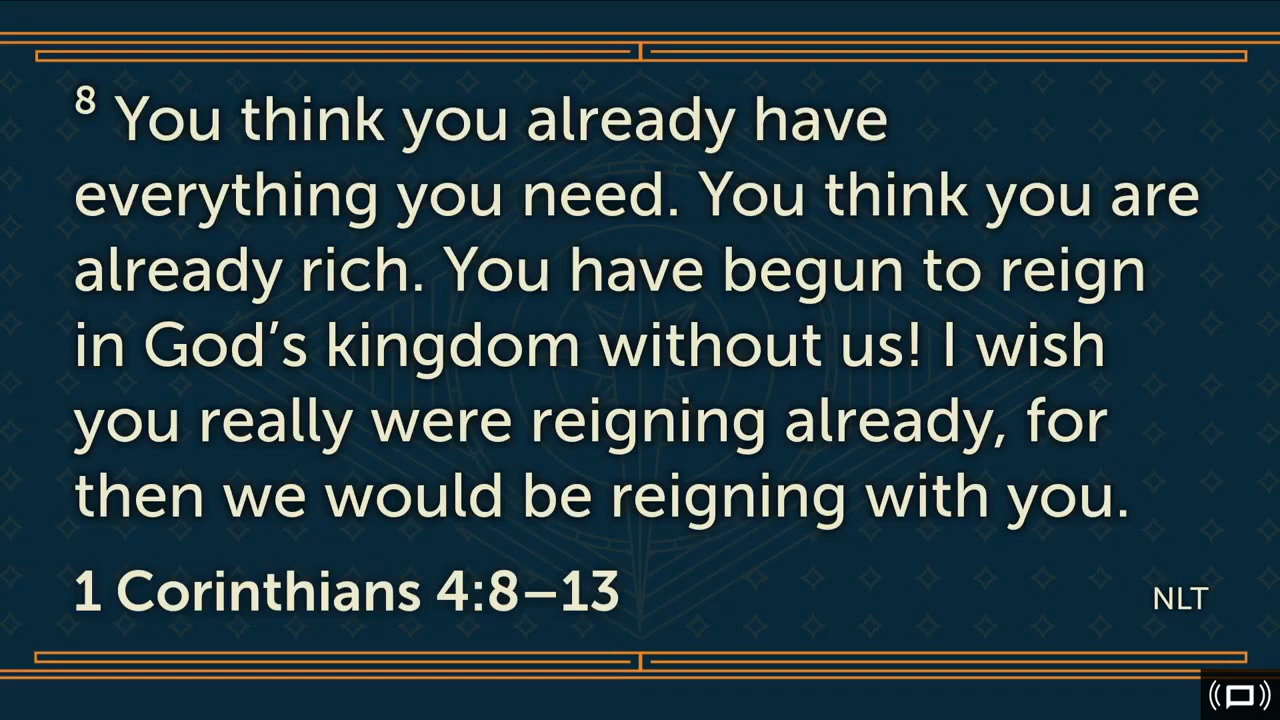 8 You think you already have
everything you need. You think you are
already rich. You have begun to reign
in God’s kingdom without us! I wish
you really were reigning already, for
then we would be reigning with you.
1 Corinthians 4:8–13
NLT